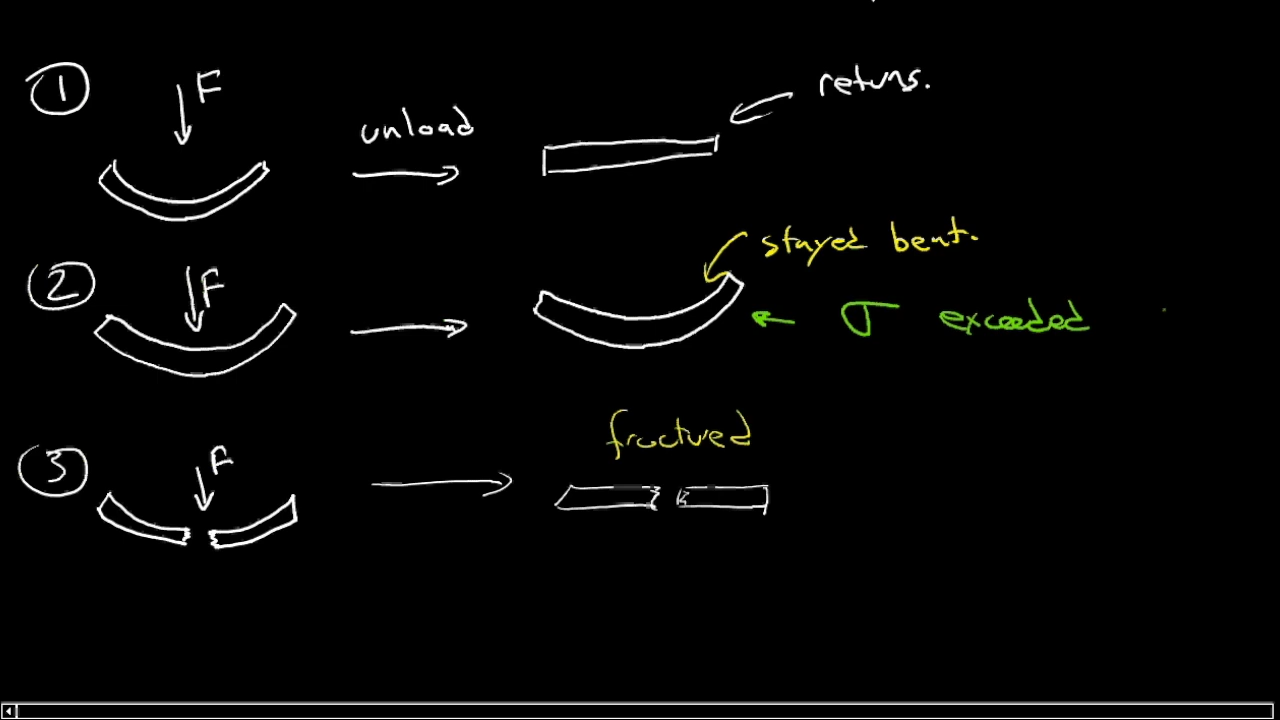 ① F unload returns.
② F stayed bent.
σ exceeded
③ F fractured